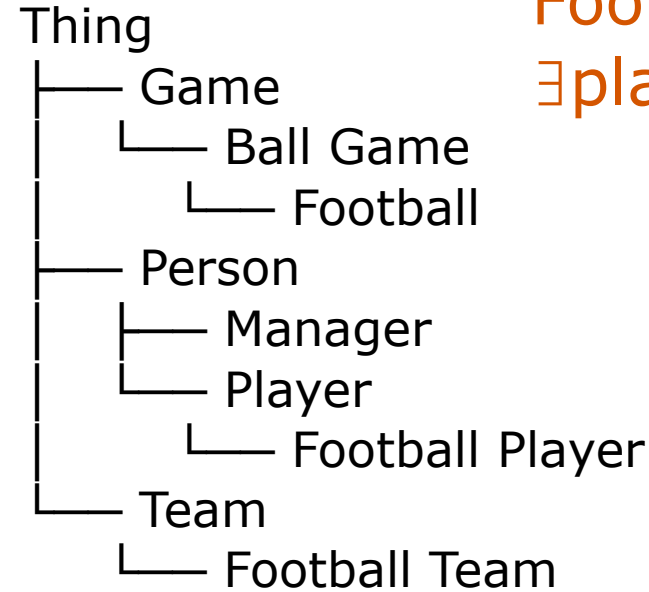 Thing
├── Game
│ └── Ball Game
│ └── Football
├── Person
│ ├── Manager
│ └── Player
│ └── Football Player
└── Team
└── Football Team